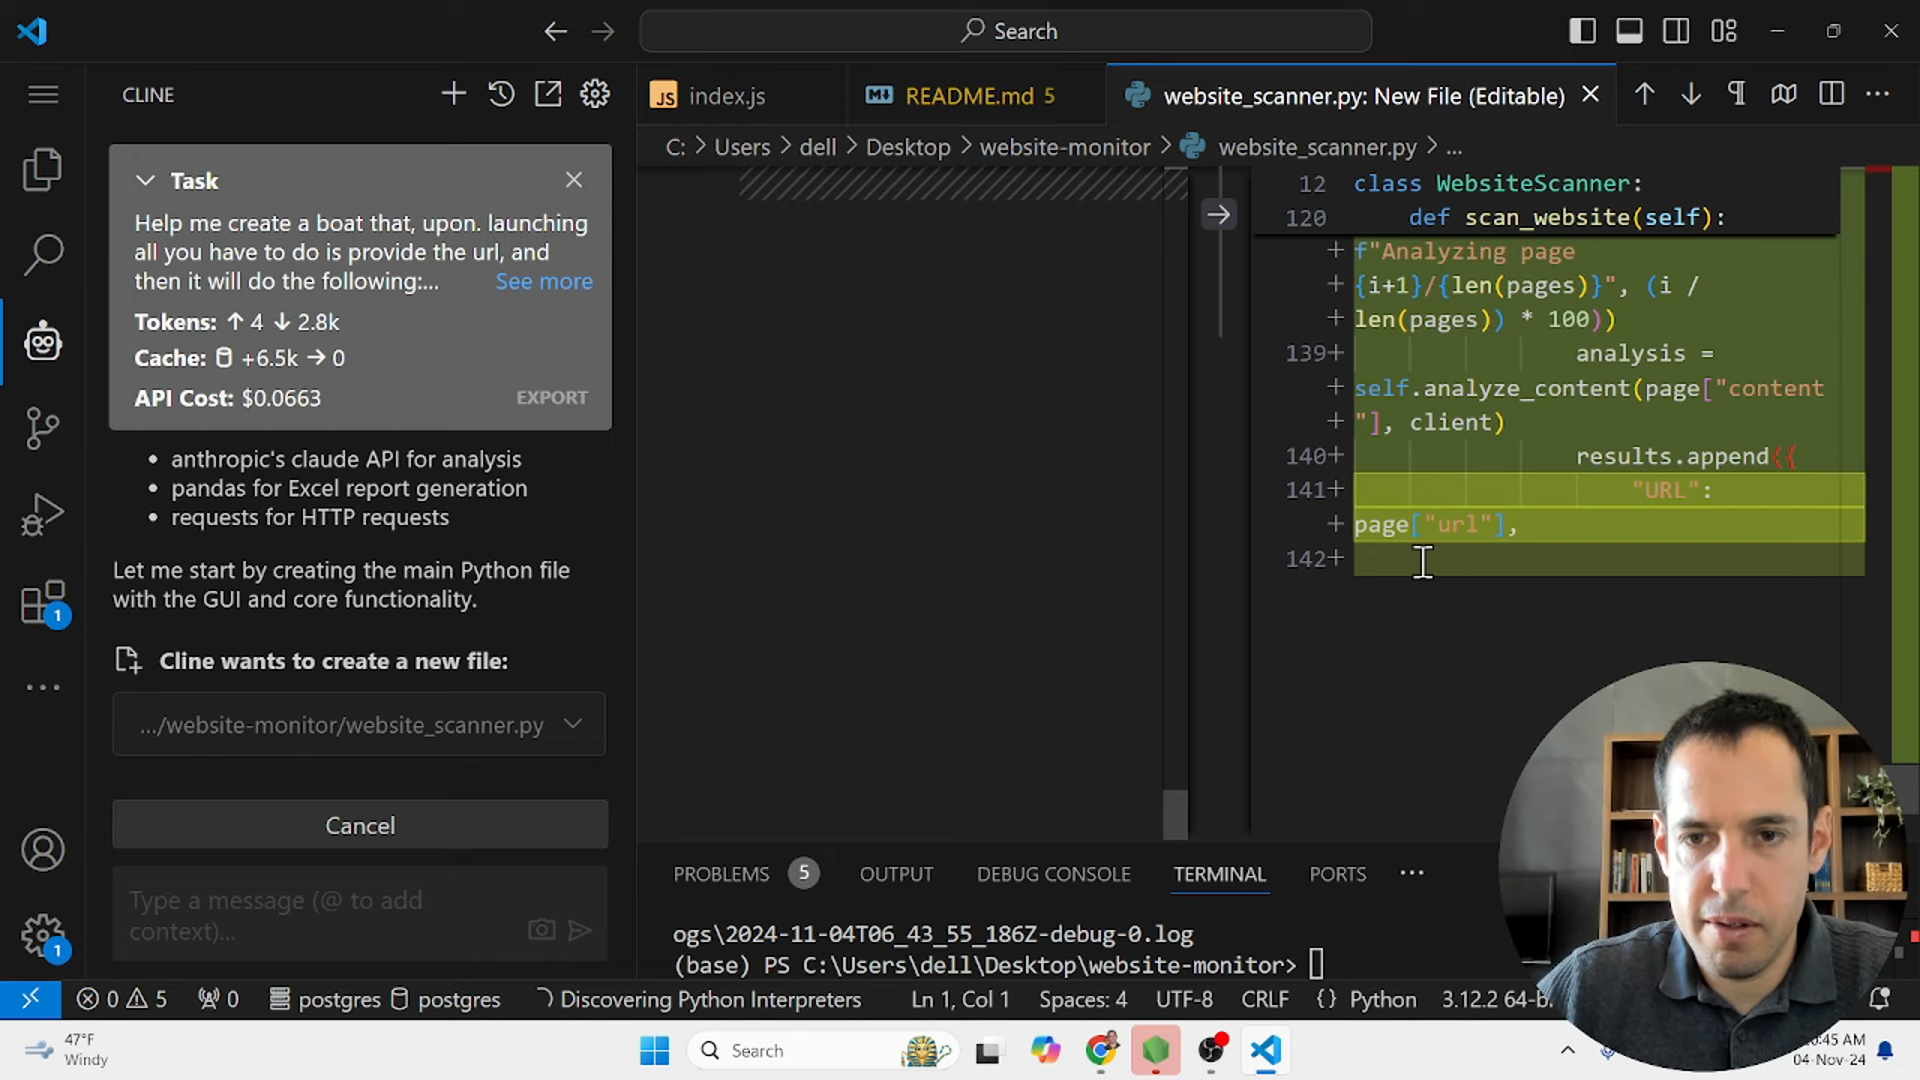 Search
CLINE
JS index.js
README.md 5
website_scanner.py: New File (Editable)
C: > Users > dell > Desktop > website-monitor > website_scanner.py > ...
Task
Help me create a boat that, upon. launching
all you have to do is provide the url, and
then it will do the following:... See more
Tokens: ↑ 4 ↓ 2.8k
Cache: +6.5k → 0
API Cost: $0.0663 EXPORT
• anthropic's claude API for analysis
• pandas for Excel report generation
• requests for HTTP requests
Let me start by creating the main Python file
with the GUI and core functionality.
Cline wants to create a new file:
.../website-monitor/website_scanner.py
Cancel
Type a message (@ to add
context)...
1
1
12 class WebsiteScanner:
120 def scan_website(self):
+ f"Analyzing page
+ {i+1}/{len(pages)}", (i /
+ len(pages)) * 100))
139+ analysis =
+ self.analyze_content(page["content
+ "], client)
140+ results.append({
141+ "URL":
+ page["url"],
142+
PROBLEMS 5 OUTPUT DEBUG CONSOLE TERMINAL PORTS ...
ogs\2024-11-04T06_43_55_186Z-debug-0.log
(base) PS C:\Users\dell\Desktop\website-monitor>
0 5 0 postgres postgres Discovering Python Interpreters Ln 1, Col 1 Spaces: 4 UTF-8 CRLF {} Python 3.12.2 64-b
47°F
Windy
Search
:45 AM
04-Nov-24